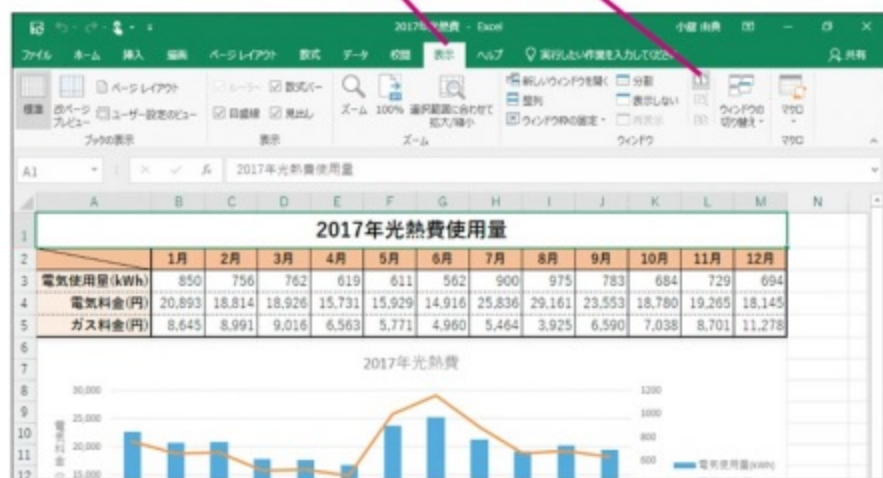 2017年光熱費 - Excel 小舘 由典
ファイル ホーム 挿入 描画 ページ レイアウト 数式 データ 校閲 表示 ヘルプ 実行したい作業を入力してください 共有
標準 改ページ プレビュー ページ レイアウト ユーザー設定のビュー
ルーラー 数式バー 目盛線 見出し
ズーム 100% 選択範囲に合わせて 拡大/縮小
新しいウィンドウを開く 整列 ウィンドウ枠の固定 分割 表示しない 再表示
ウィンドウの 切り替え マクロ
ブックの表示 表示 ズーム ウィンドウ マクロ
A1 fx 2017年光熱費使用量
A B C D E F G H I J K L M N
1 2017年光熱費使用量
2 1月 2月 3月 4月 5月 6月 7月 8月 9月 10月 11月 12月
3 電気使用量(kWh) 850 756 762 619 611 562 900 975 783 684 729 694
4 電気料金(円) 20,893 18,814 18,926 15,731 15,929 14,916 25,836 29,161 23,553 18,780 19,265 18,145
5 ガス料金(円) 8,645 8,991 9,016 6,563 5,771 4,960 5,464 3,925 6,590 7,038 8,701 11,278
6
7 2017年光熱費
8 30,000 1200
9 1000
10 25,000 800
11 20,000 600
12 15,000
電気料金
電気使用量(kWh)